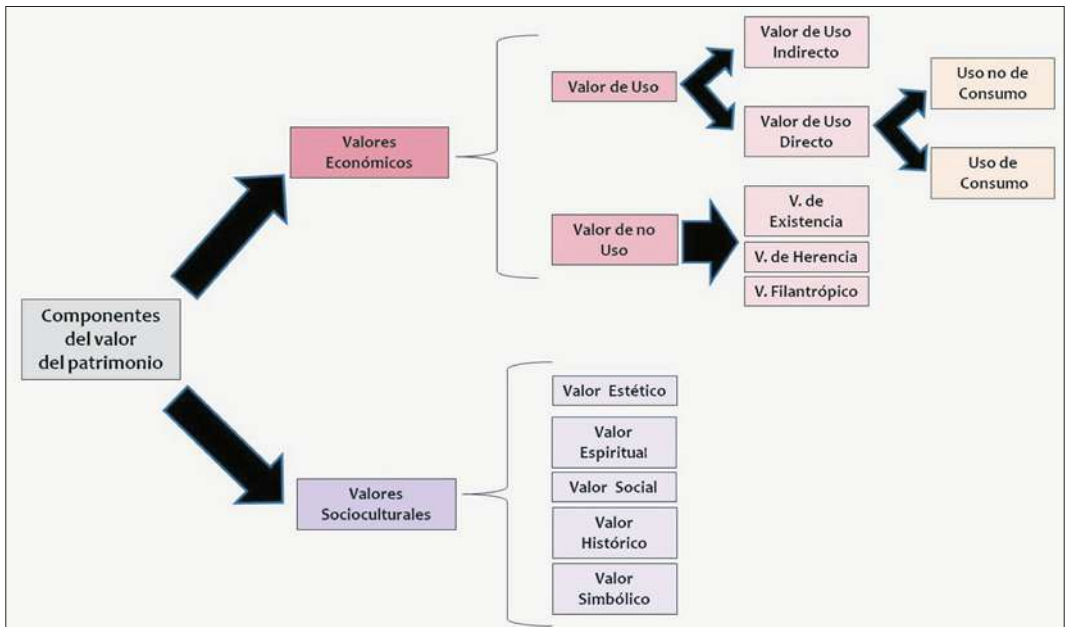 Componentes
del valor
del patrimonio
Valores
Económicos
Valor de Uso
Valor de Uso
Indirecto
Valor de Uso
Directo
Uso no de
Consumo
Uso de
Consumo
Valor de no
Uso
V. de
Existencia
V. de Herencia
V. Filantrópico
Valores
Socioculturales
Valor Estético
Valor
Espiritual
Valor Social
Valor
Histórico
Valor
Simbólico